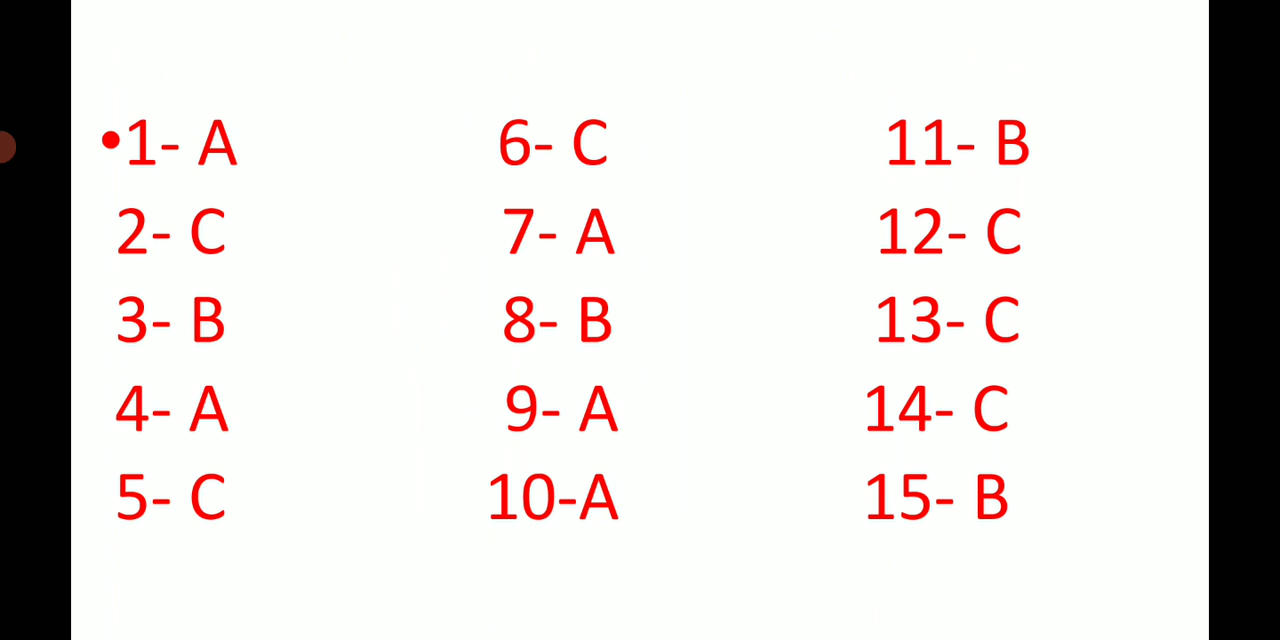 •1- A 6- C 11- B
2- C 7- A 12- C
3- B 8- B 13- C
4- A 9- A 14- C
5- C 10-A 15- B